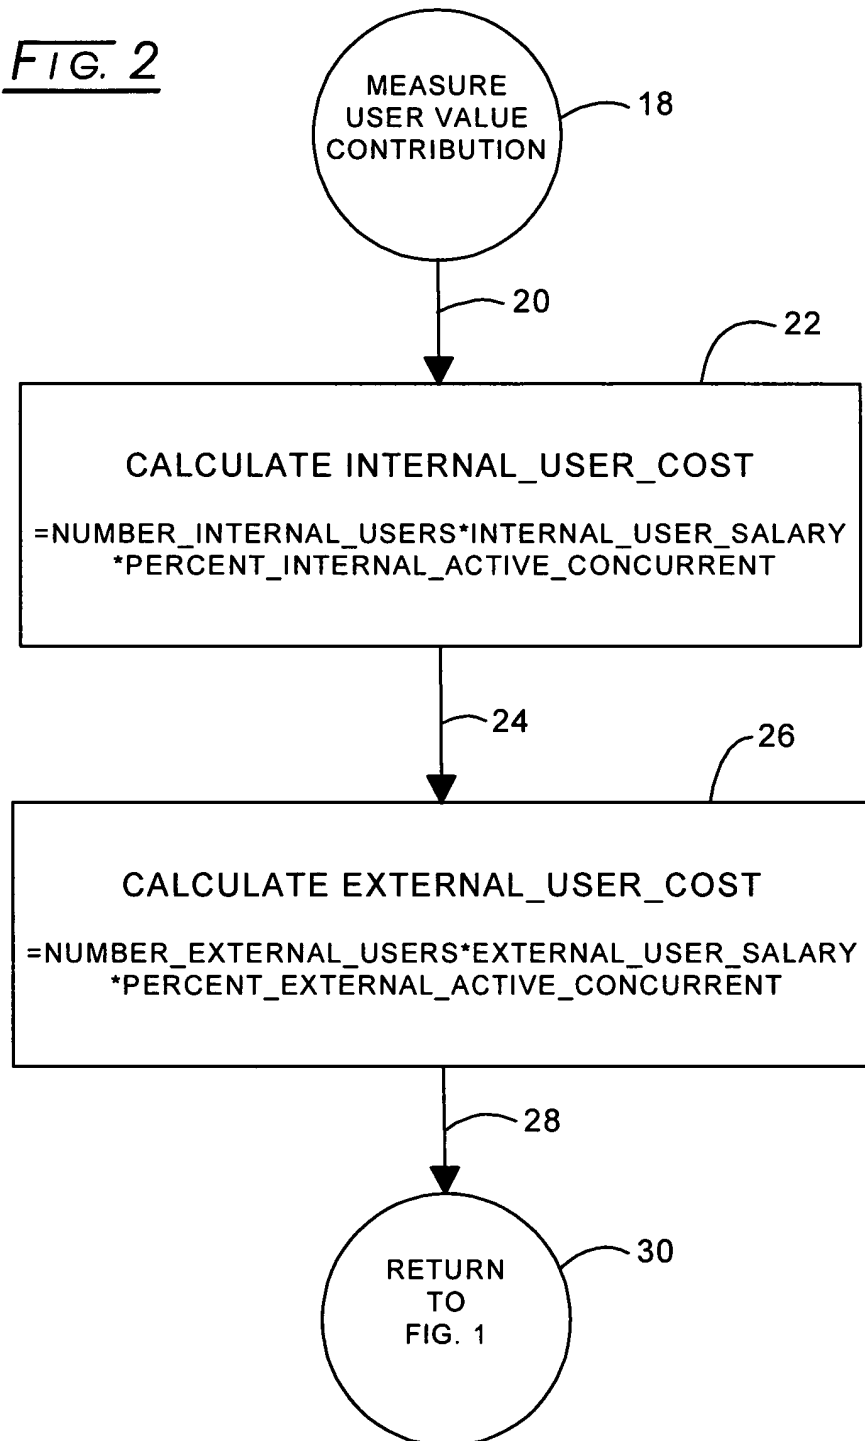 FIG. 2
MEASURE
USER VALUE
CONTRIBUTION
18
20
22
CALCULATE INTERNAL_USER_COST
=NUMBER_INTERNAL_USERS*INTERNAL_USER_SALARY
*PERCENT_INTERNAL_ACTIVE_CONCURRENT
24
26
CALCULATE EXTERNAL_USER_COST
=NUMBER_EXTERNAL_USERS*EXTERNAL_USER_SALARY
*PERCENT_EXTERNAL_ACTIVE_CONCURRENT
28
30
RETURN
TO
FIG. 1